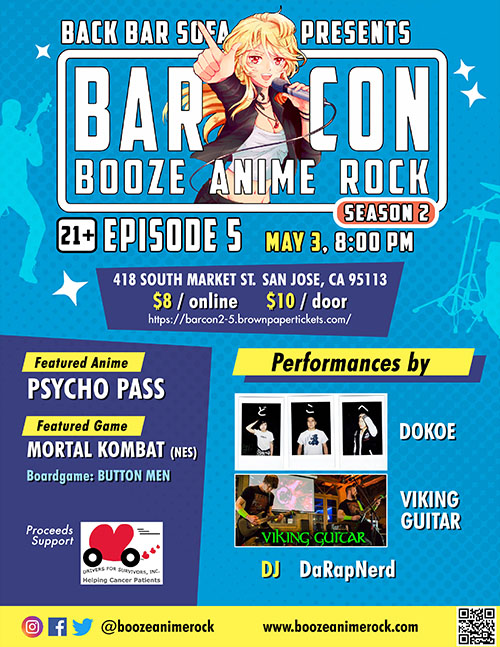 BACK BAR SOFA PRESENTS
BAR CON
BOOZE ANIME ROCK
SEASON 2
21+ EPISODE 5 MAY 3, 8:00 PM
418 SOUTH MARKET ST. SAN JOSE, CA 95113
$8 / online $10 / door
https://barcon2-5.brownpapertickets.com/
Featured Anime
PSYCHO PASS
Featured Game
MORTAL KOMBAT (NES)
Boardgame: BUTTON MEN
Proceeds
Support
DRIVERS FOR SURVIVORS, INC.
Helping Cancer Patients
Performances by
どこへ
DOKOE
VIKING GUITAR
VIKING
GUITAR
DJ DaRapNerd
@boozeanimerock
www.boozeanimerock.com